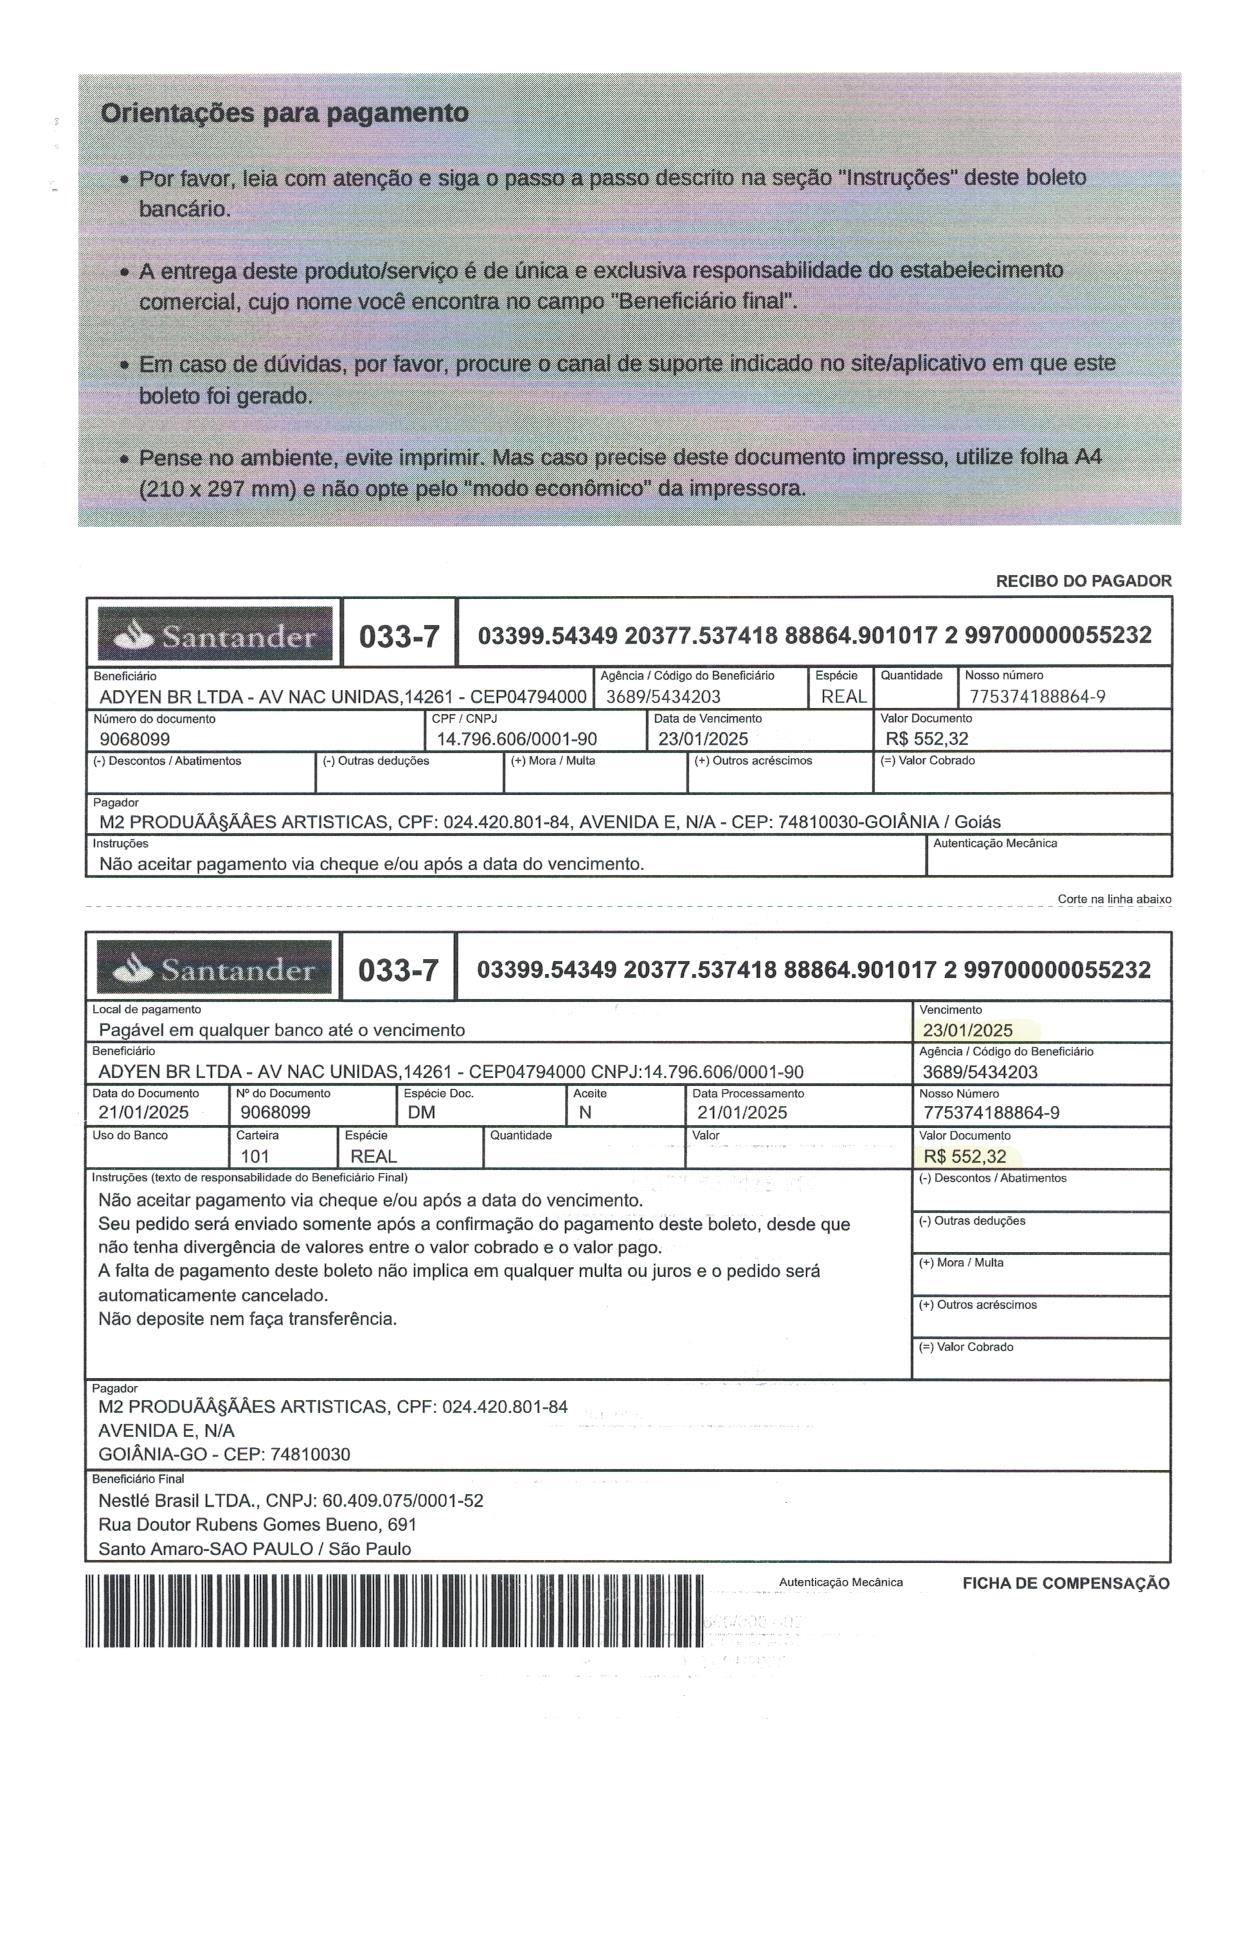 Orientações para pagamento
• Por favor, leia com atenção e siga o passo a passo descrito na seção "Instruções" deste boleto
bancário.
• A entrega deste produto/serviço é de única e exclusiva responsabilidade do estabelecimento
comercial, cujo nome você encontra no campo "Beneficiário final".
• Em caso de dúvidas, por favor, procure o canal de suporte indicado no site/aplicativo em que este
boleto foi gerado.
• Pense no ambiente, evite imprimir. Mas caso precise deste documento impresso, utilize folha A4
(210 x 297 mm) e não opte pelo "modo econômico" da impressora.
RECIBO DO PAGADOR
Santander 033-7 03399.54349 20377.537418 88864.901017 2 99700000055232
Beneficiário Agência / Código do Beneficiário Espécie Quantidade Nosso número
ADYEN BR LTDA - AV NAC UNIDAS,14261 - CEP04794000 3689/5434203 REAL 775374188864-9
Número do documento CPF / CNPJ Data de Vencimento Valor Documento
9068099 14.796.606/0001-90 23/01/2025 R$ 552,32
(-) Descontos / Abatimentos (-) Outras deduções (+) Mora / Multa (+) Outros acréscimos (=) Valor Cobrado
Pagador
M2 PRODUÃÂ§ÃÂES ARTISTICAS, CPF: 024.420.801-84, AVENIDA E, N/A - CEP: 74810030-GOIÂNIA / Goiás
Instruções Autenticação Mecânica
Não aceitar pagamento via cheque e/ou após a data do vencimento.
Corte na linha abaixo
Santander 033-7 03399.54349 20377.537418 88864.901017 2 99700000055232
Local de pagamento Vencimento
Pagável em qualquer banco até o vencimento 23/01/2025
Beneficiário Agência / Código do Beneficiário
ADYEN BR LTDA - AV NAC UNIDAS,14261 - CEP04794000 CNPJ:14.796.606/0001-90 3689/5434203
Data do Documento Nº do Documento Espécie Doc. Aceite Data Processamento Nosso Número
21/01/2025 9068099 DM N 21/01/2025 775374188864-9
Uso do Banco Carteira Espécie Quantidade Valor Valor Documento
101 REAL R$ 552,32
Instruções (texto de responsabilidade do Beneficiário Final) (-) Descontos / Abatimentos
Não aceitar pagamento via cheque e/ou após a data do vencimento.
Seu pedido será enviado somente após a confirmação do pagamento deste boleto, desde que (-) Outras deduções
não tenha divergência de valores entre o valor cobrado e o valor pago.
A falta de pagamento deste boleto não implica em qualquer multa ou juros e o pedido será (+) Mora / Multa
automaticamente cancelado. (+) Outros acréscimos
Não deposite nem faça transferência.
(=) Valor Cobrado
Pagador
M2 PRODUÃÂ§ÃÂES ARTISTICAS, CPF: 024.420.801-84
AVENIDA E, N/A
GOIÂNIA-GO - CEP: 74810030
Beneficiário Final
Nestlé Brasil LTDA., CNPJ: 60.409.075/0001-52
Rua Doutor Rubens Gomes Bueno, 691
Santo Amaro-SAO PAULO / São Paulo
Autenticação Mecânica FICHA DE COMPENSAÇÃO